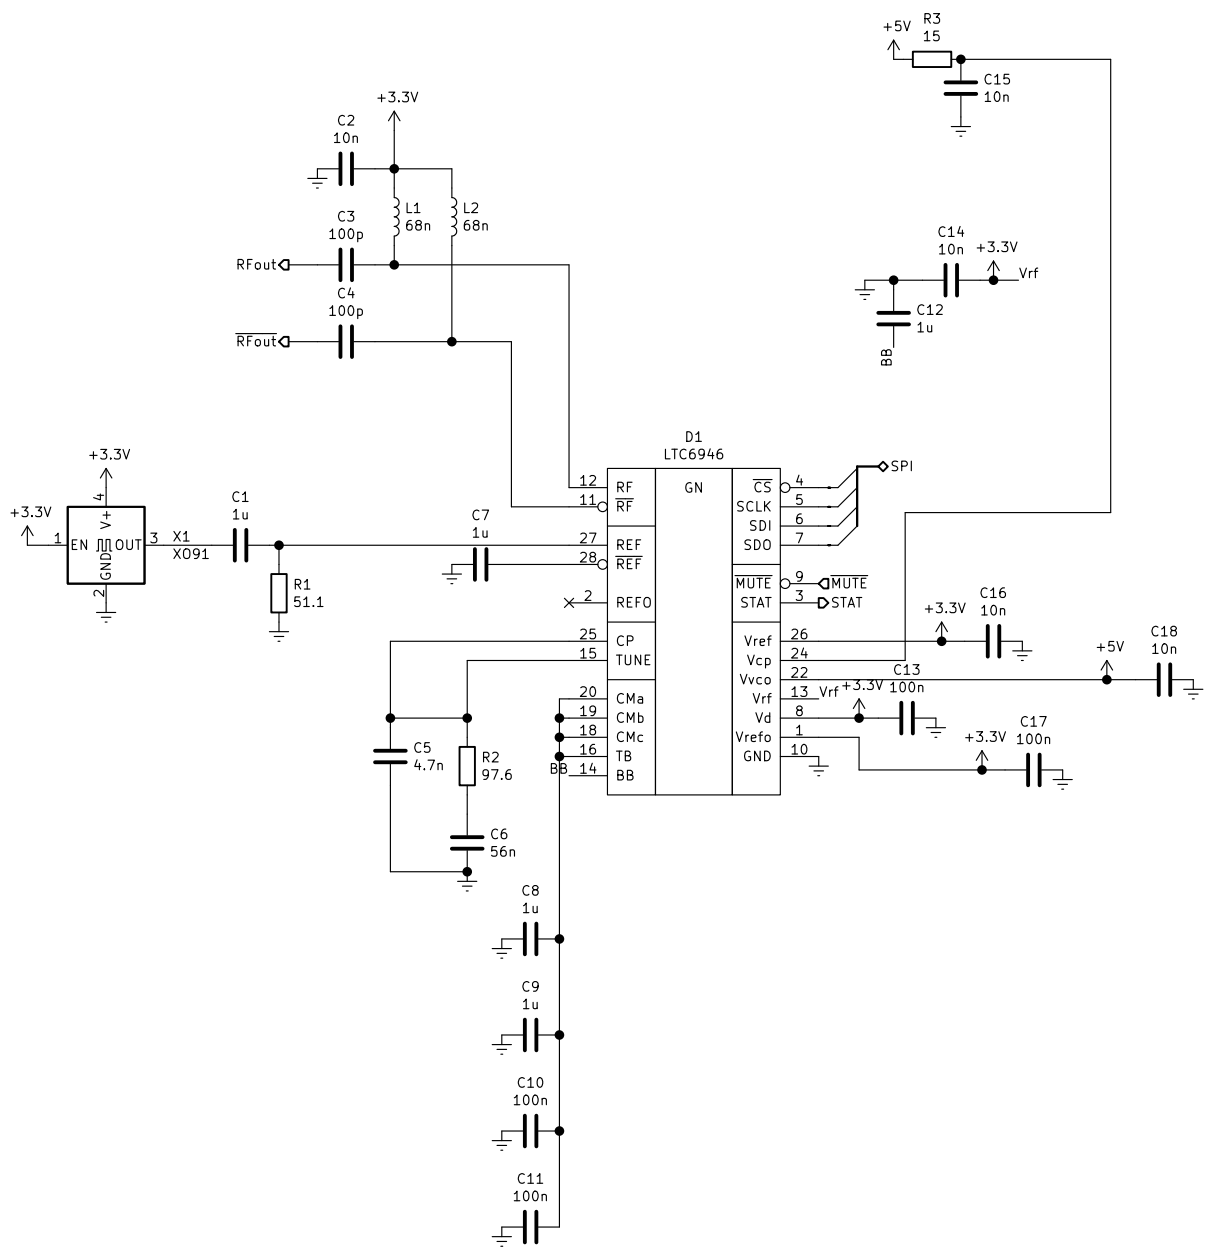 R3
15
+5V
C15
10n
+3.3V
C2
10n
L1
68n
L2
68n
C3
100p
RFout
C4
100p
RFout
C14
10n
+3.3V
Vrf
C12
1u
BB
D1
LTC6946
GN
+3.3V
+3.3V
4
V+
1
EN
OUT
3
GND
2
X1
XO91
C1
1u
R1
51.1
C7
1u
12 RF
11 RF
27 REF
28 REF
2 REFO
25 CP
15 TUNE
20 CMa
19 CMb
18 CMc
16 TB
BB 14 BB
CS 4
SCLK 5
SDI 6
SDO 7
SPI
MUTE 9 MUTE
STAT 3 STAT
Vref 26
Vcp 24
Vvco 22
Vrf 13 Vrf
Vd 8
Vrefo 1
GND 10
+3.3V
C16
10n
+5V
C18
10n
+3.3V
C13
100n
+3.3V
C17
100n
C5
4.7n
R2
97.6
C6
56n
C8
1u
C9
1u
C10
100n
C11
100n